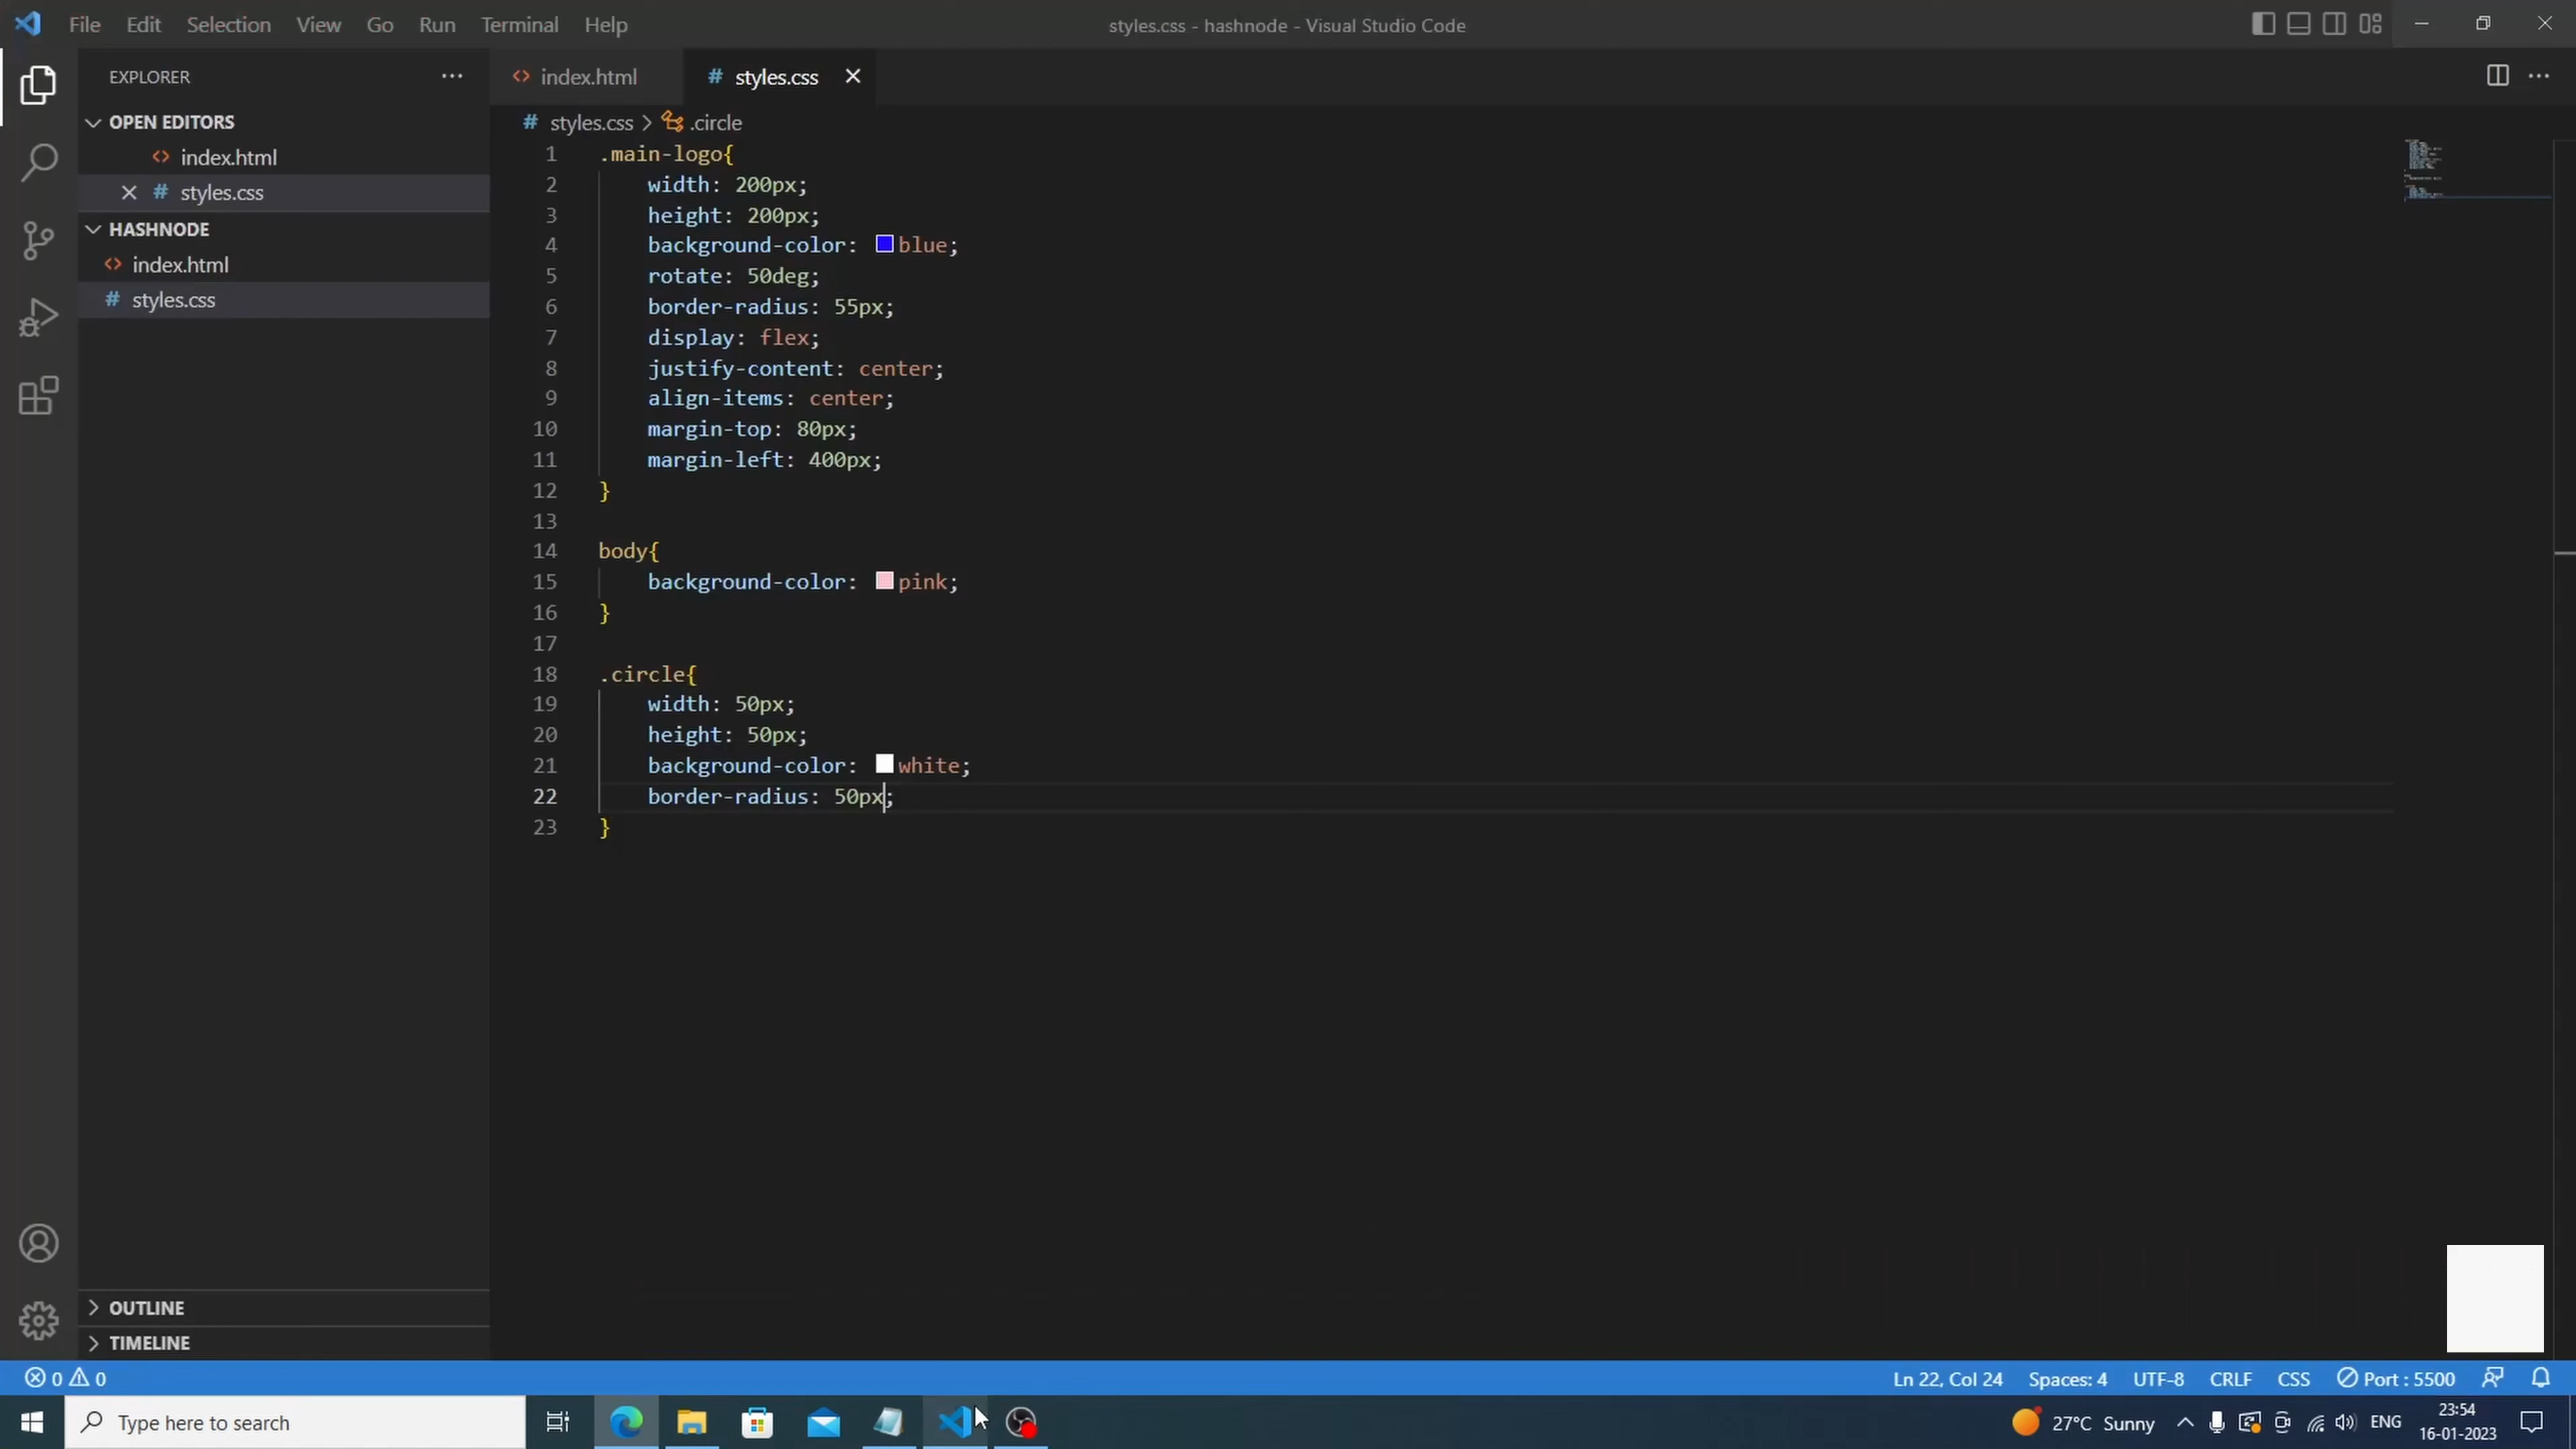 File Edit Selection View Go Run Terminal Help
styles.css - hashnode - Visual Studio Code
EXPLORER
OPEN EDITORS
index.html
styles.css
HASHNODE
index.html
styles.css
OUTLINE
TIMELINE
index.html
styles.css
styles.css > .circle
1 .main-logo{
2 width: 200px;
3 height: 200px;
4 background-color: blue;
5 rotate: 50deg;
6 border-radius: 55px;
7 display: flex;
8 justify-content: center;
9 align-items: center;
10 margin-top: 80px;
11 margin-left: 400px;
12 }
13
14 body{
15 background-color: pink;
16 }
17
18 .circle{
19 width: 50px;
20 height: 50px;
21 background-color: white;
22 border-radius: 50px;
23 }
0 0
Ln 22, Col 24 Spaces: 4 UTF-8 CRLF CSS Port : 5500
Type here to search
27°C Sunny
ENG
23:54
16-01-2023